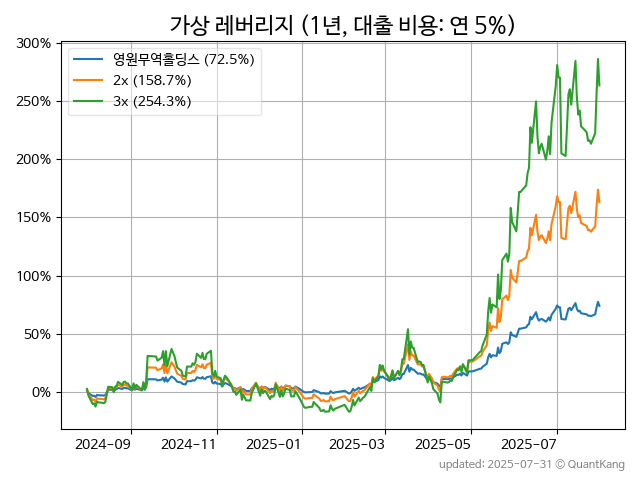 가상 레버리지 (1년, 대출 비용: 연 5%)
300%
250%
200%
150%
100%
50%
0%
영원무역홀딩스 (72.5%)
2x (158.7%)
3x (254.3%)
2024-09
2024-11
2025-01
2025-03
2025-05
2025-07
updated: 2025-07-31 © QuantKang